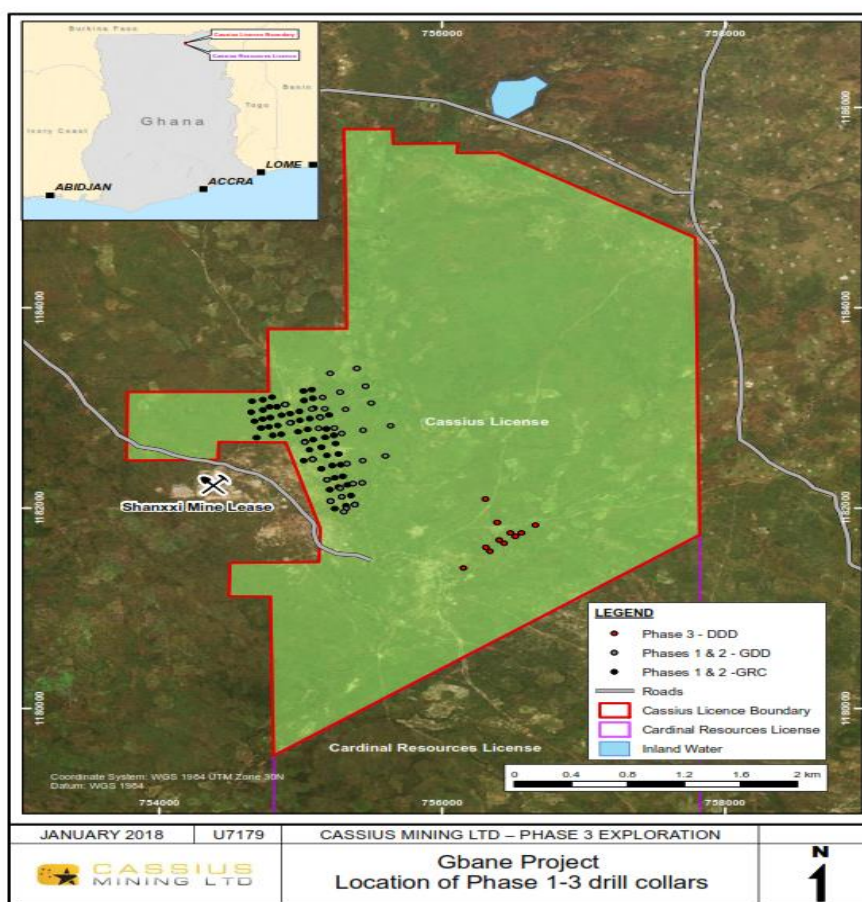 756000
758000
Burkina Faso
Cassius Licence Boundary
Cassius Resources Licence
Benin
Togo
Ghana
Ivory Coast
LOME
ACCRA
ABIDJAN
1186000
1184000
1184000
Cassius License
1182000
1182000
Shanxxi Mine Lease
LEGEND
Phase 3 - DDD
Phases 1 & 2 - GDD
Phases 1 & 2 -GRC
Roads
Cassius Licence Boundary
Cardinal Resources License
Inland Water
1180000
1180000
Cardinal Resources License
0 0.4 0.8 1.2 1.6 2 km
Coordinate System: WGS 1984 UTM Zone 30N
Datum: WGS 1984
754000
756000
758000
JANUARY 2018 U7179 CASSIUS MINING LTD – PHASE 3 EXPLORATION
CASSIUS
MINING LTD
Gbane Project
Location of Phase 1-3 drill collars
N